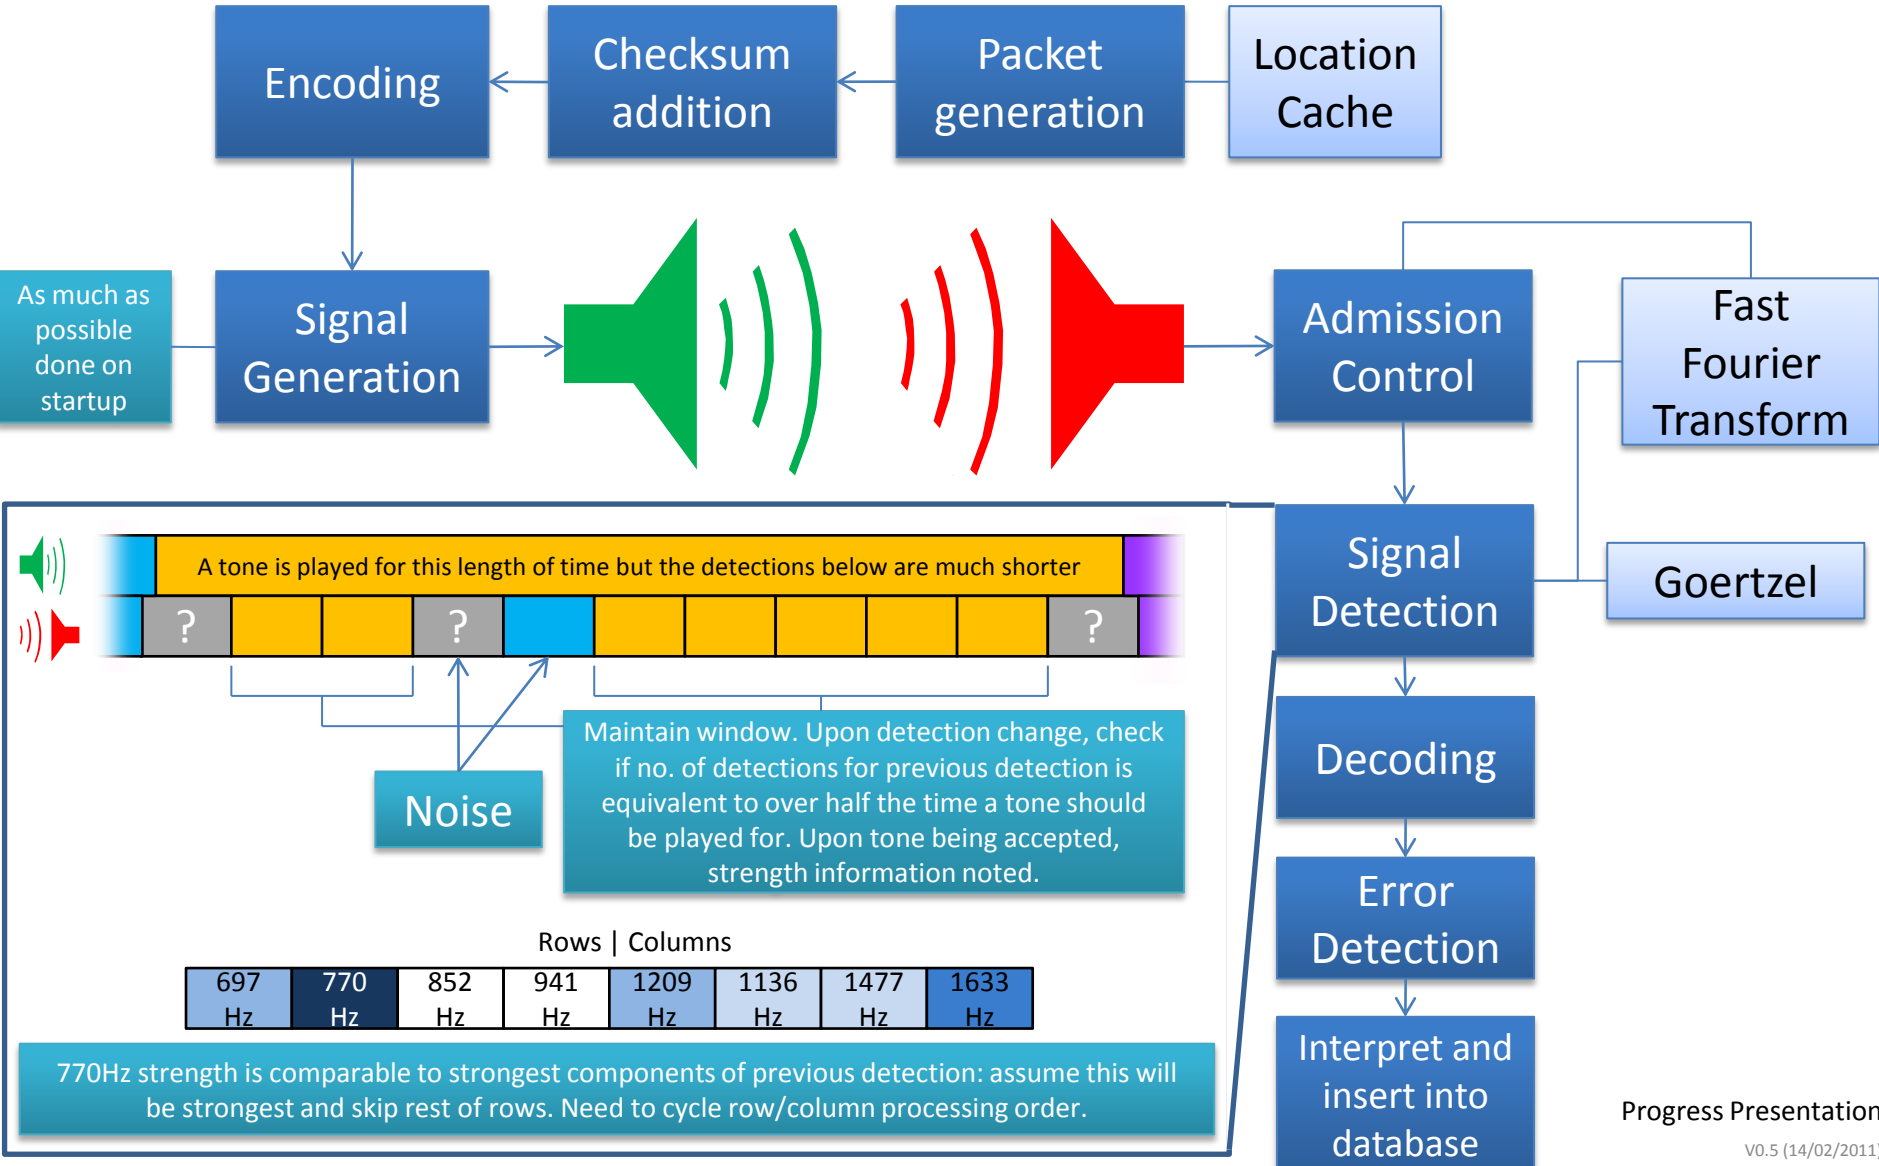 Encoding
Checksum
addition
Packet
generation
Location
Cache
As much as
possible
done on
startup
Signal
Generation
Admission
Control
Fast
Fourier
Transform
A tone is played for this length of time but the detections below are much shorter
?
?
?
Signal
Detection
Goertzel
Noise
Maintain window. Upon detection change, check
if no. of detections for previous detection is
equivalent to over half the time a tone should
be played for. Upon tone being accepted,
strength information noted.
Decoding
Error
Detection
Rows | Columns
697 770 852 941 1209 1136 1477 1633
Hz Hz Hz Hz Hz Hz Hz Hz
770Hz strength is comparable to strongest components of previous detection: assume this will
be strongest and skip rest of rows. Need to cycle row/column processing order.
Interpret and
insert into
database
Progress Presentation
V0.5 (14/02/2011)